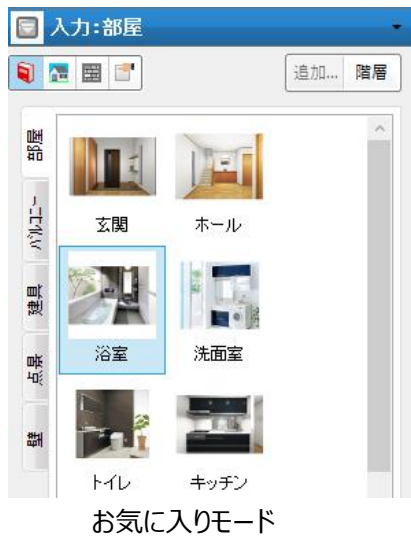 入力:部屋
追加... 階層
部屋
バルコニー
建具
点景
壁
玄関 ホール
浴室 洗面室
トイレ キッチン
お気に入りモード